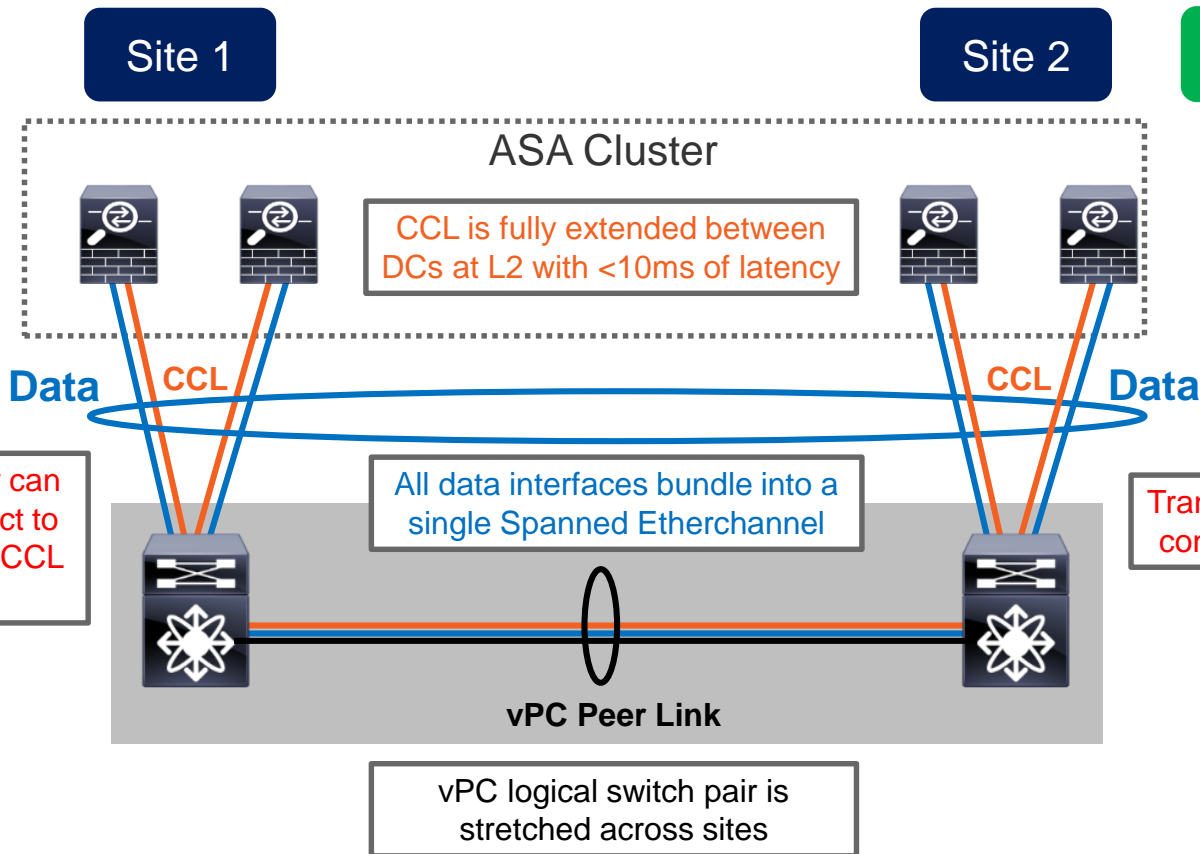 Site 1
Site 2
ASA Cluster
CCL is fully extended between
DCs at L2 with <10ms of latency
Data
CCL
CCL
Data
can
ct to
CCL
All data interfaces bundle into a
single Spanned Etherchannel
Tran
con
vPC Peer Link
vPC logical switch pair is
stretched across sites